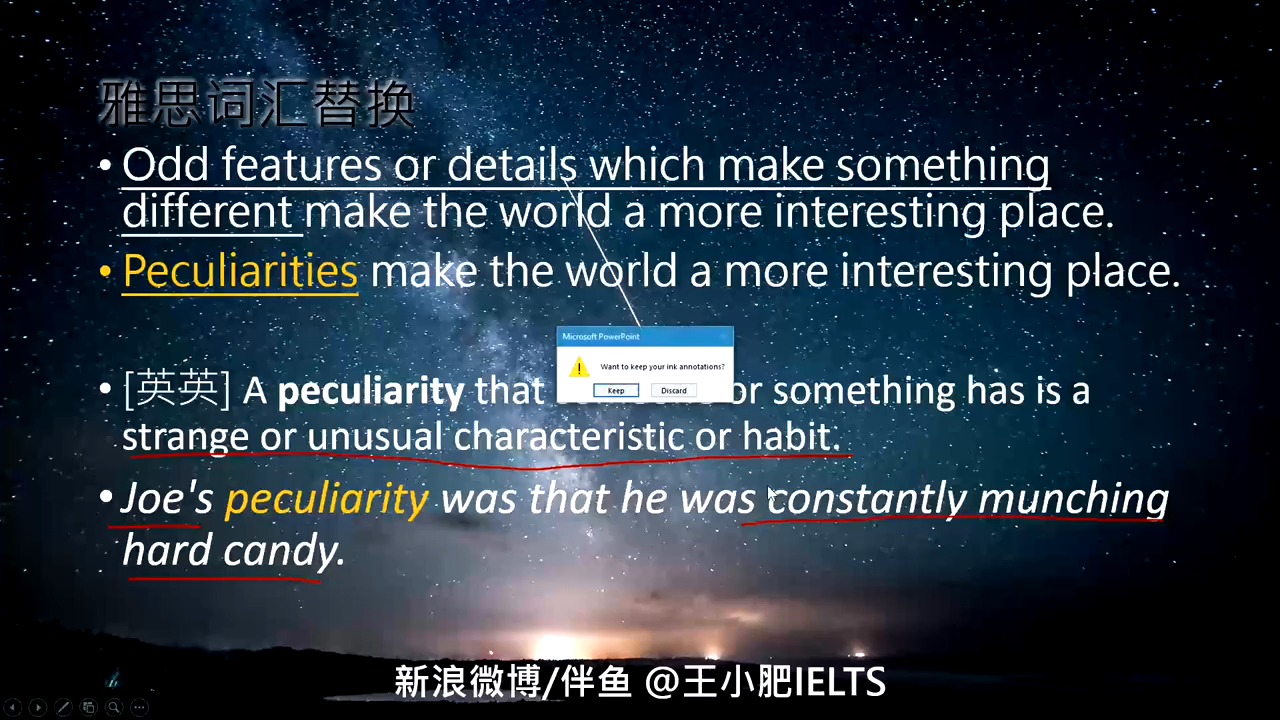 雅思词汇替换
• Odd features or details which make something
different make the world a more interesting place.
• Peculiarities make the world a more interesting place.
Microsoft PowerPoint
Want to keep your ink annotations?
Keep Discard
• [英英] A peculiarity that or something has is a
strange or unusual characteristic or habit.
• Joe's peculiarity was that he was constantly munching
hard candy.
新浪微博/伴鱼 @王小肥IELTS